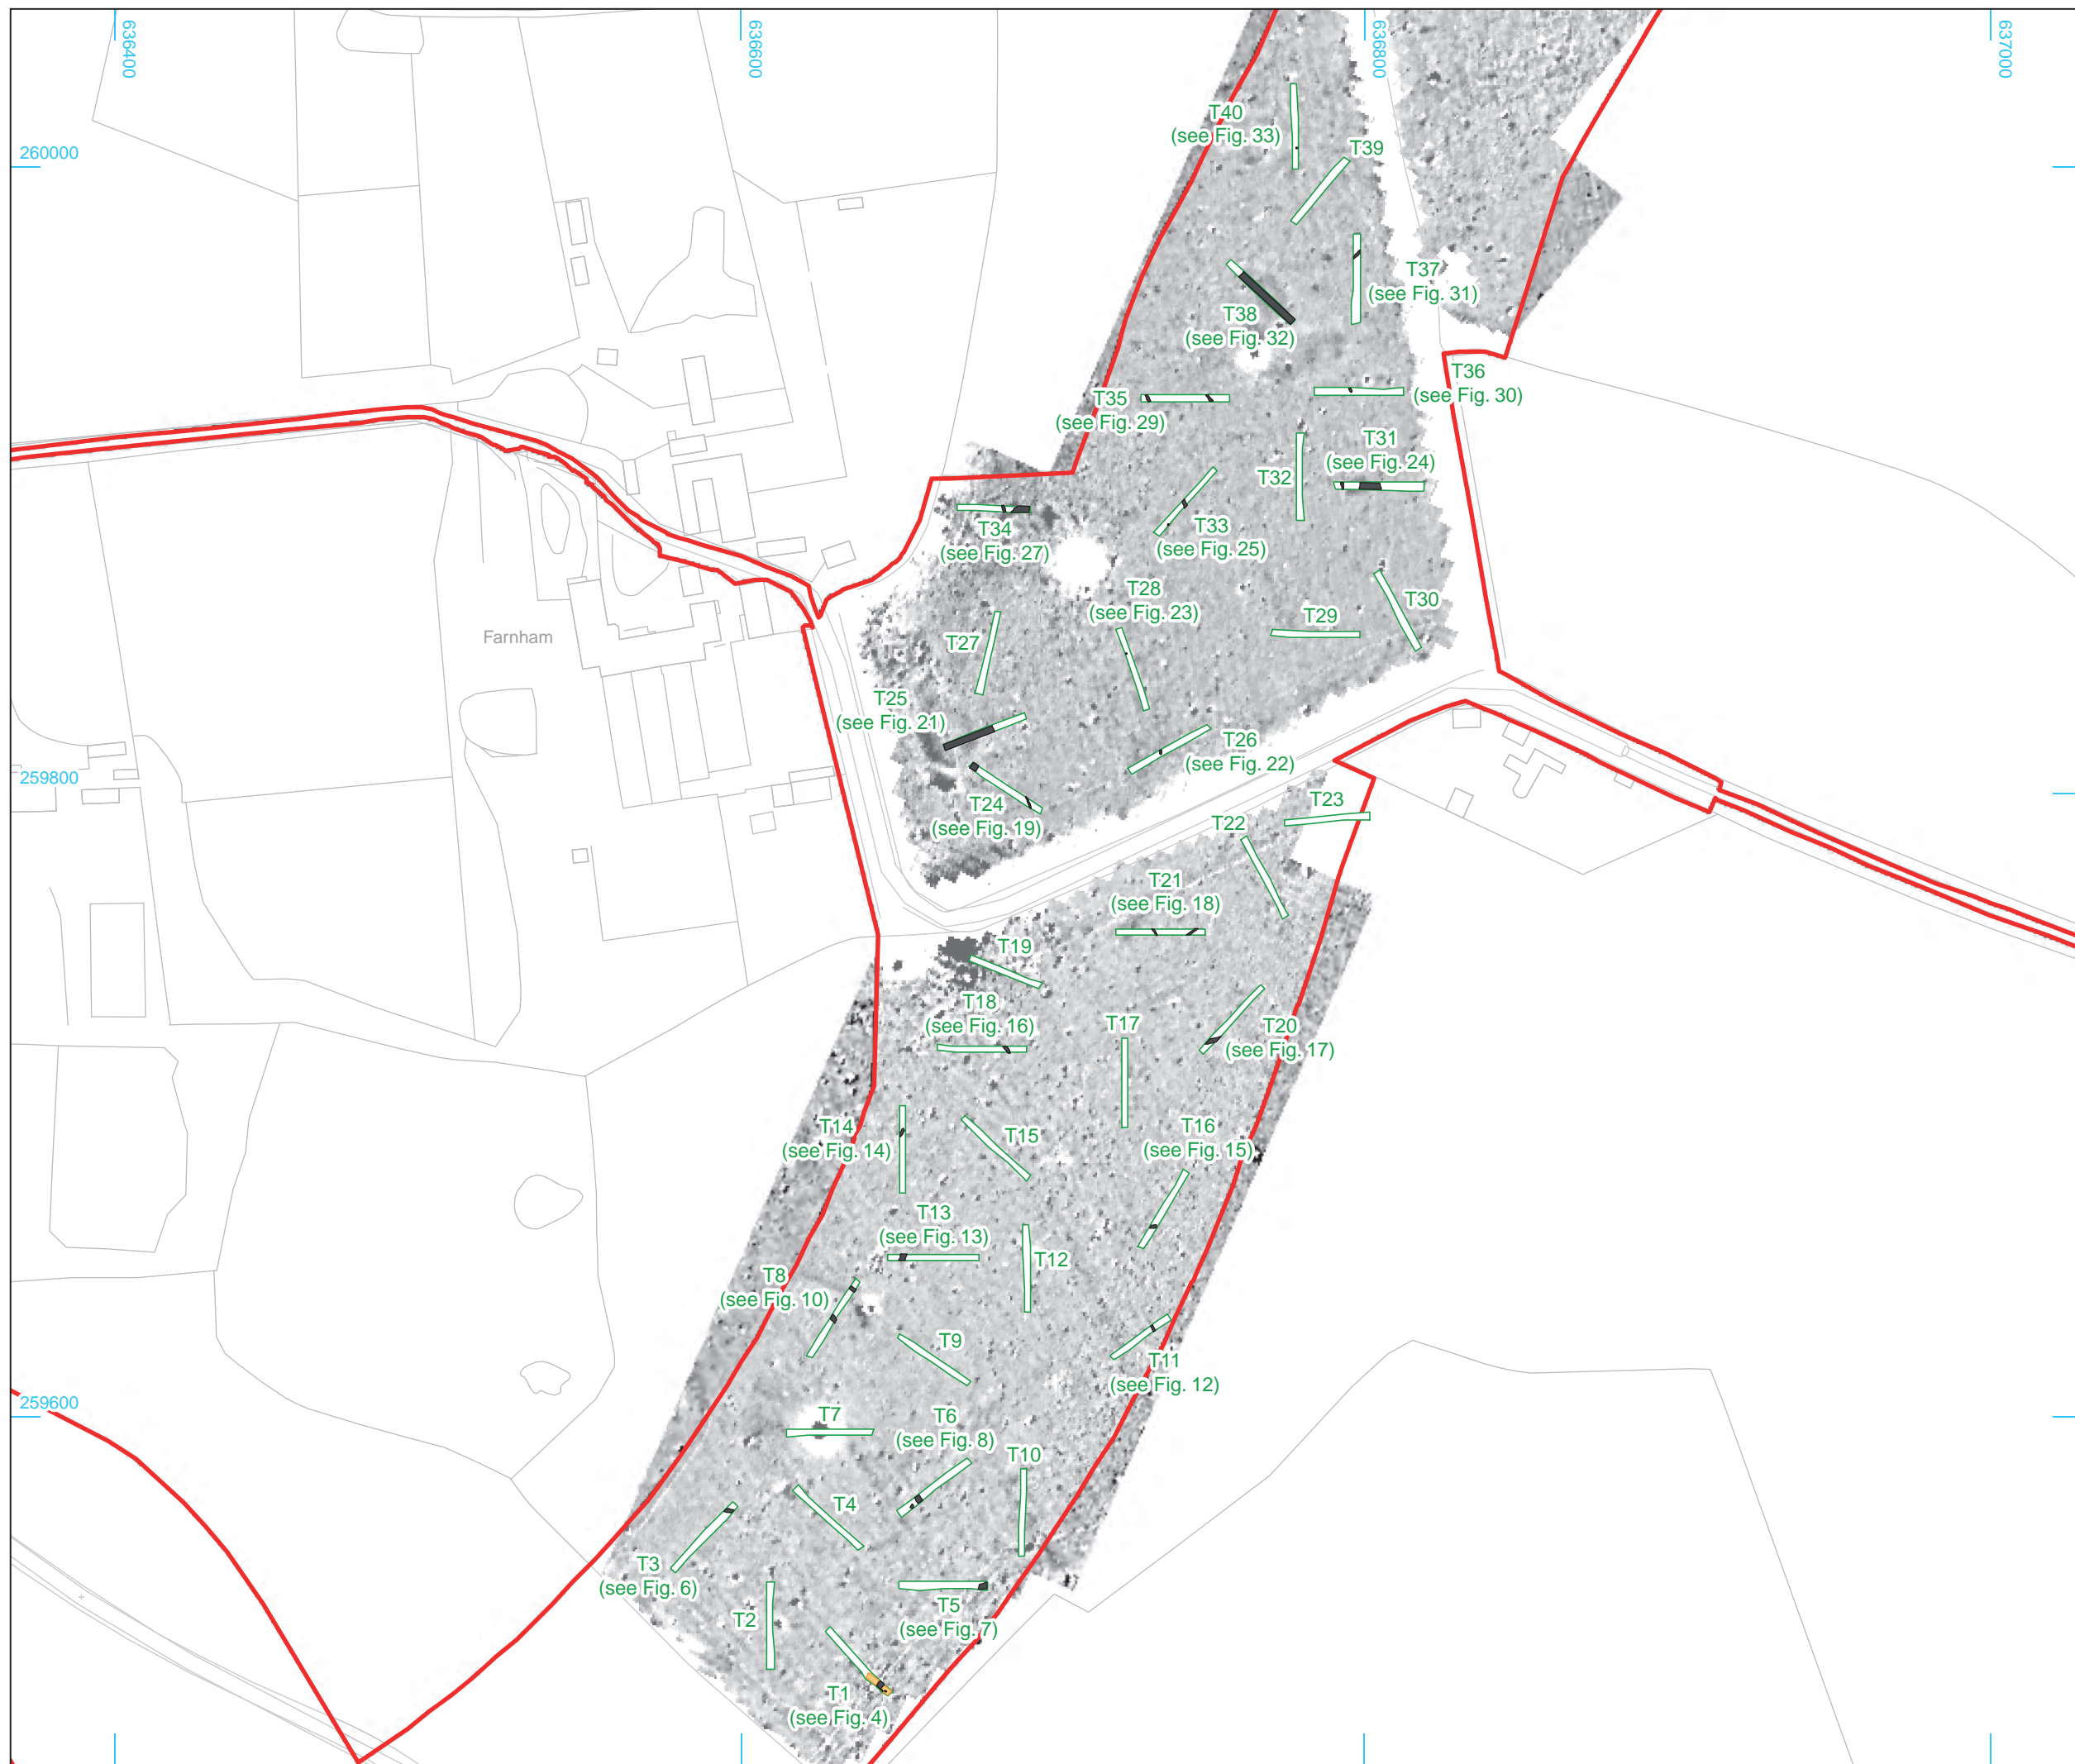 636400
636600
636800
637000
260000
259800
259600
Farnham
T40
(see Fig. 33)
T39
T37
(see Fig. 31)
T38
(see Fig. 32)
T36
(see Fig. 30)
T35
(see Fig. 29)
T31
(see Fig. 24)
T32
T34
(see Fig. 27)
T33
(see Fig. 25)
T28
(see Fig. 23)
T30
T29
T27
T25
(see Fig. 21)
T26
(see Fig. 22)
T24
(see Fig. 19)
T23
T22
T21
(see Fig. 18)
T19
T18
(see Fig. 16)
T17
T20
(see Fig. 17)
T14
(see Fig. 14)
T15
T16
(see Fig. 15)
T13
(see Fig. 13)
T12
T8
(see Fig. 10)
T9
T11
(see Fig. 12)
T7
T6
(see Fig. 8)
T10
T4
T3
(see Fig. 6)
T5
(see Fig. 7)
T2
T1
(see Fig. 4)